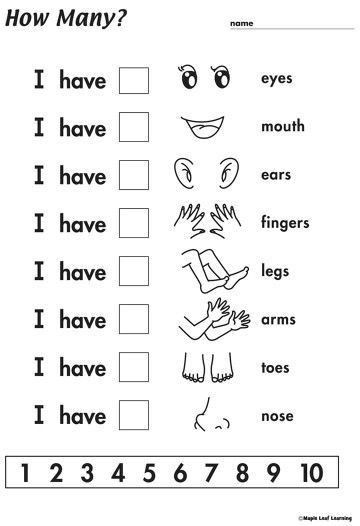 How Many?
name
I have eyes
I have mouth
I have ears
I have fingers
I have legs
I have arms
I have toes
I have nose
1 2 3 4 5 6 7 8 9 10
©Maple Leaf Learning